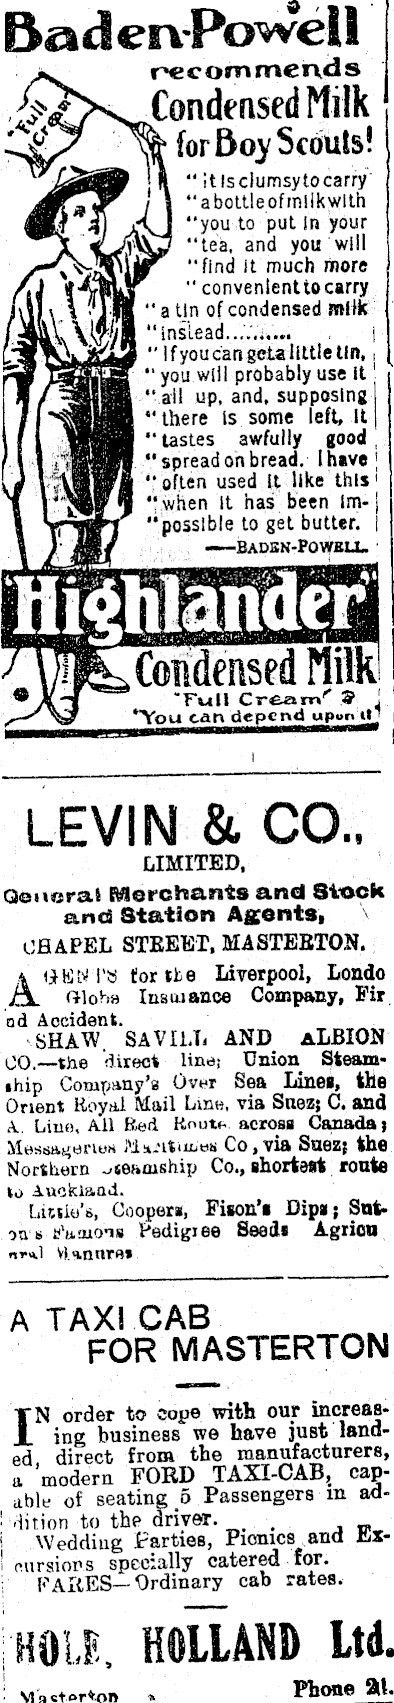 Baden-Powell
recommends
Condensed Milk
for Boy Scouts!
"Full
Cream"
"it is clumsy to carry
"a bottle of milk with
"you to put in your
"tea, and you will
"find it much more
"convenient to carry
"a tin of condensed milk
"instead..........
"If you can get a little tin,
"you will probably use it
"all up, and, supposing
"there is some left, it
"tastes awfully good
"spread on bread. I have
"often used it like this
"when it has been im-
"possible to get butter.
—BADEN-POWELL.
"Highlander"
Condensed Milk
"Full Cream"
"You can depend upon it"
LEVIN & CO.,
LIMITED,
General Merchants and Stock
and Station Agents,
CHAPEL STREET, MASTERTON.
AGENTS for the Liverpool, Londo
Globe Insurance Company, Fir
nd Accident.
SHAW SAVILL AND ALBION
CO.—the direct line; Union Steam-
ship Company's Over Sea Lines, the
Orient Royal Mail Line, via Suez; C. and
A. Line, All Red Route across Canada;
Messageries Maritimes Co, via Suez; the
Northern Steamship Co., shortest route
to Auckland.
Little's, Coopers, Fison's Dips; Sut-
on's Famous Pedigree Seeds Agricu
ural Manures
A TAXI CAB
FOR MASTERTON
IN order to cope with our increas-
ing business we have just land-
ed, direct from the manufacturers,
a modern FORD TAXI-CAB, cap-
able of seating 5 Passengers in ad-
dition to the driver.
Wedding Parties, Picnics and Ex-
cursions specially catered for.
FARES—Ordinary cab rates.
HOLE, HOLLAND Ltd.
Masterton
Phone 21.